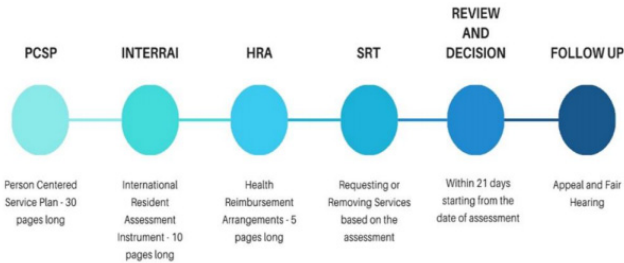 PCSP
INTERRAI
HRA
SRT
REVIEW
AND
DECISION
FOLLOW UP
Person Centered
Service Plan - 30
pages long
International
Resident
Assessment
Instrument - 10
pages long
Health
Reimbursement
Arrangements - 5
pages long
Requesting or
Removing Services
based on the
assessment
Within 21 days
starting from the
date of assessment
Appeal and Fair
Hearing